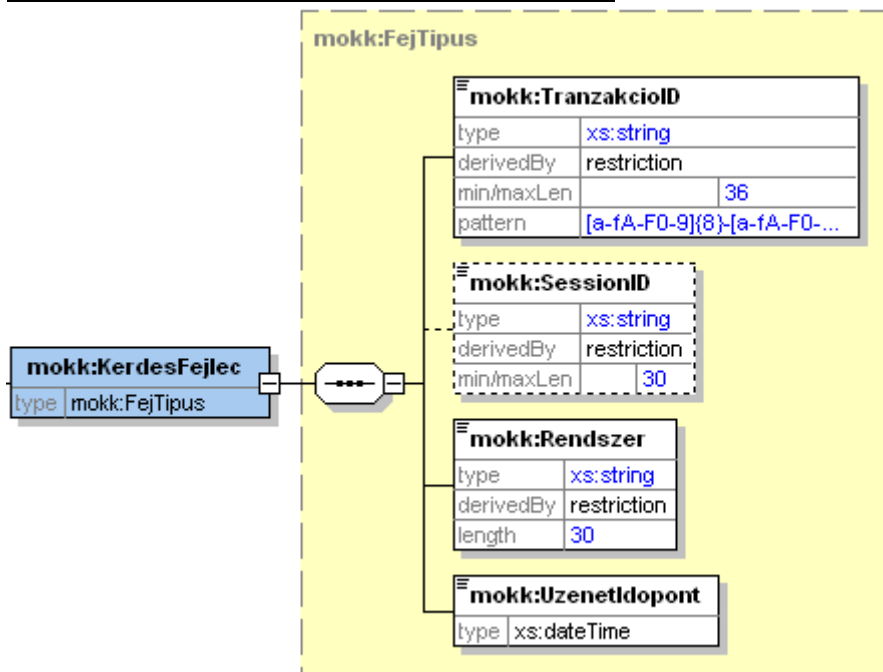 mokk:FejTipus
mokk:TranzakcioID
type xs:string
derivedBy restriction
min/maxLen 36
pattern [a-fA-F0-9]{8}-[a-fA-F0-...
mokk:SessionID
type xs:string
derivedBy restriction
min/maxLen 30
mokk:KerdesFejlec
type mokk:FejTipus
mokk:Rendszer
type xs:string
derivedBy restriction
length 30
mokk:UzenetIdopont
type xs:dateTime